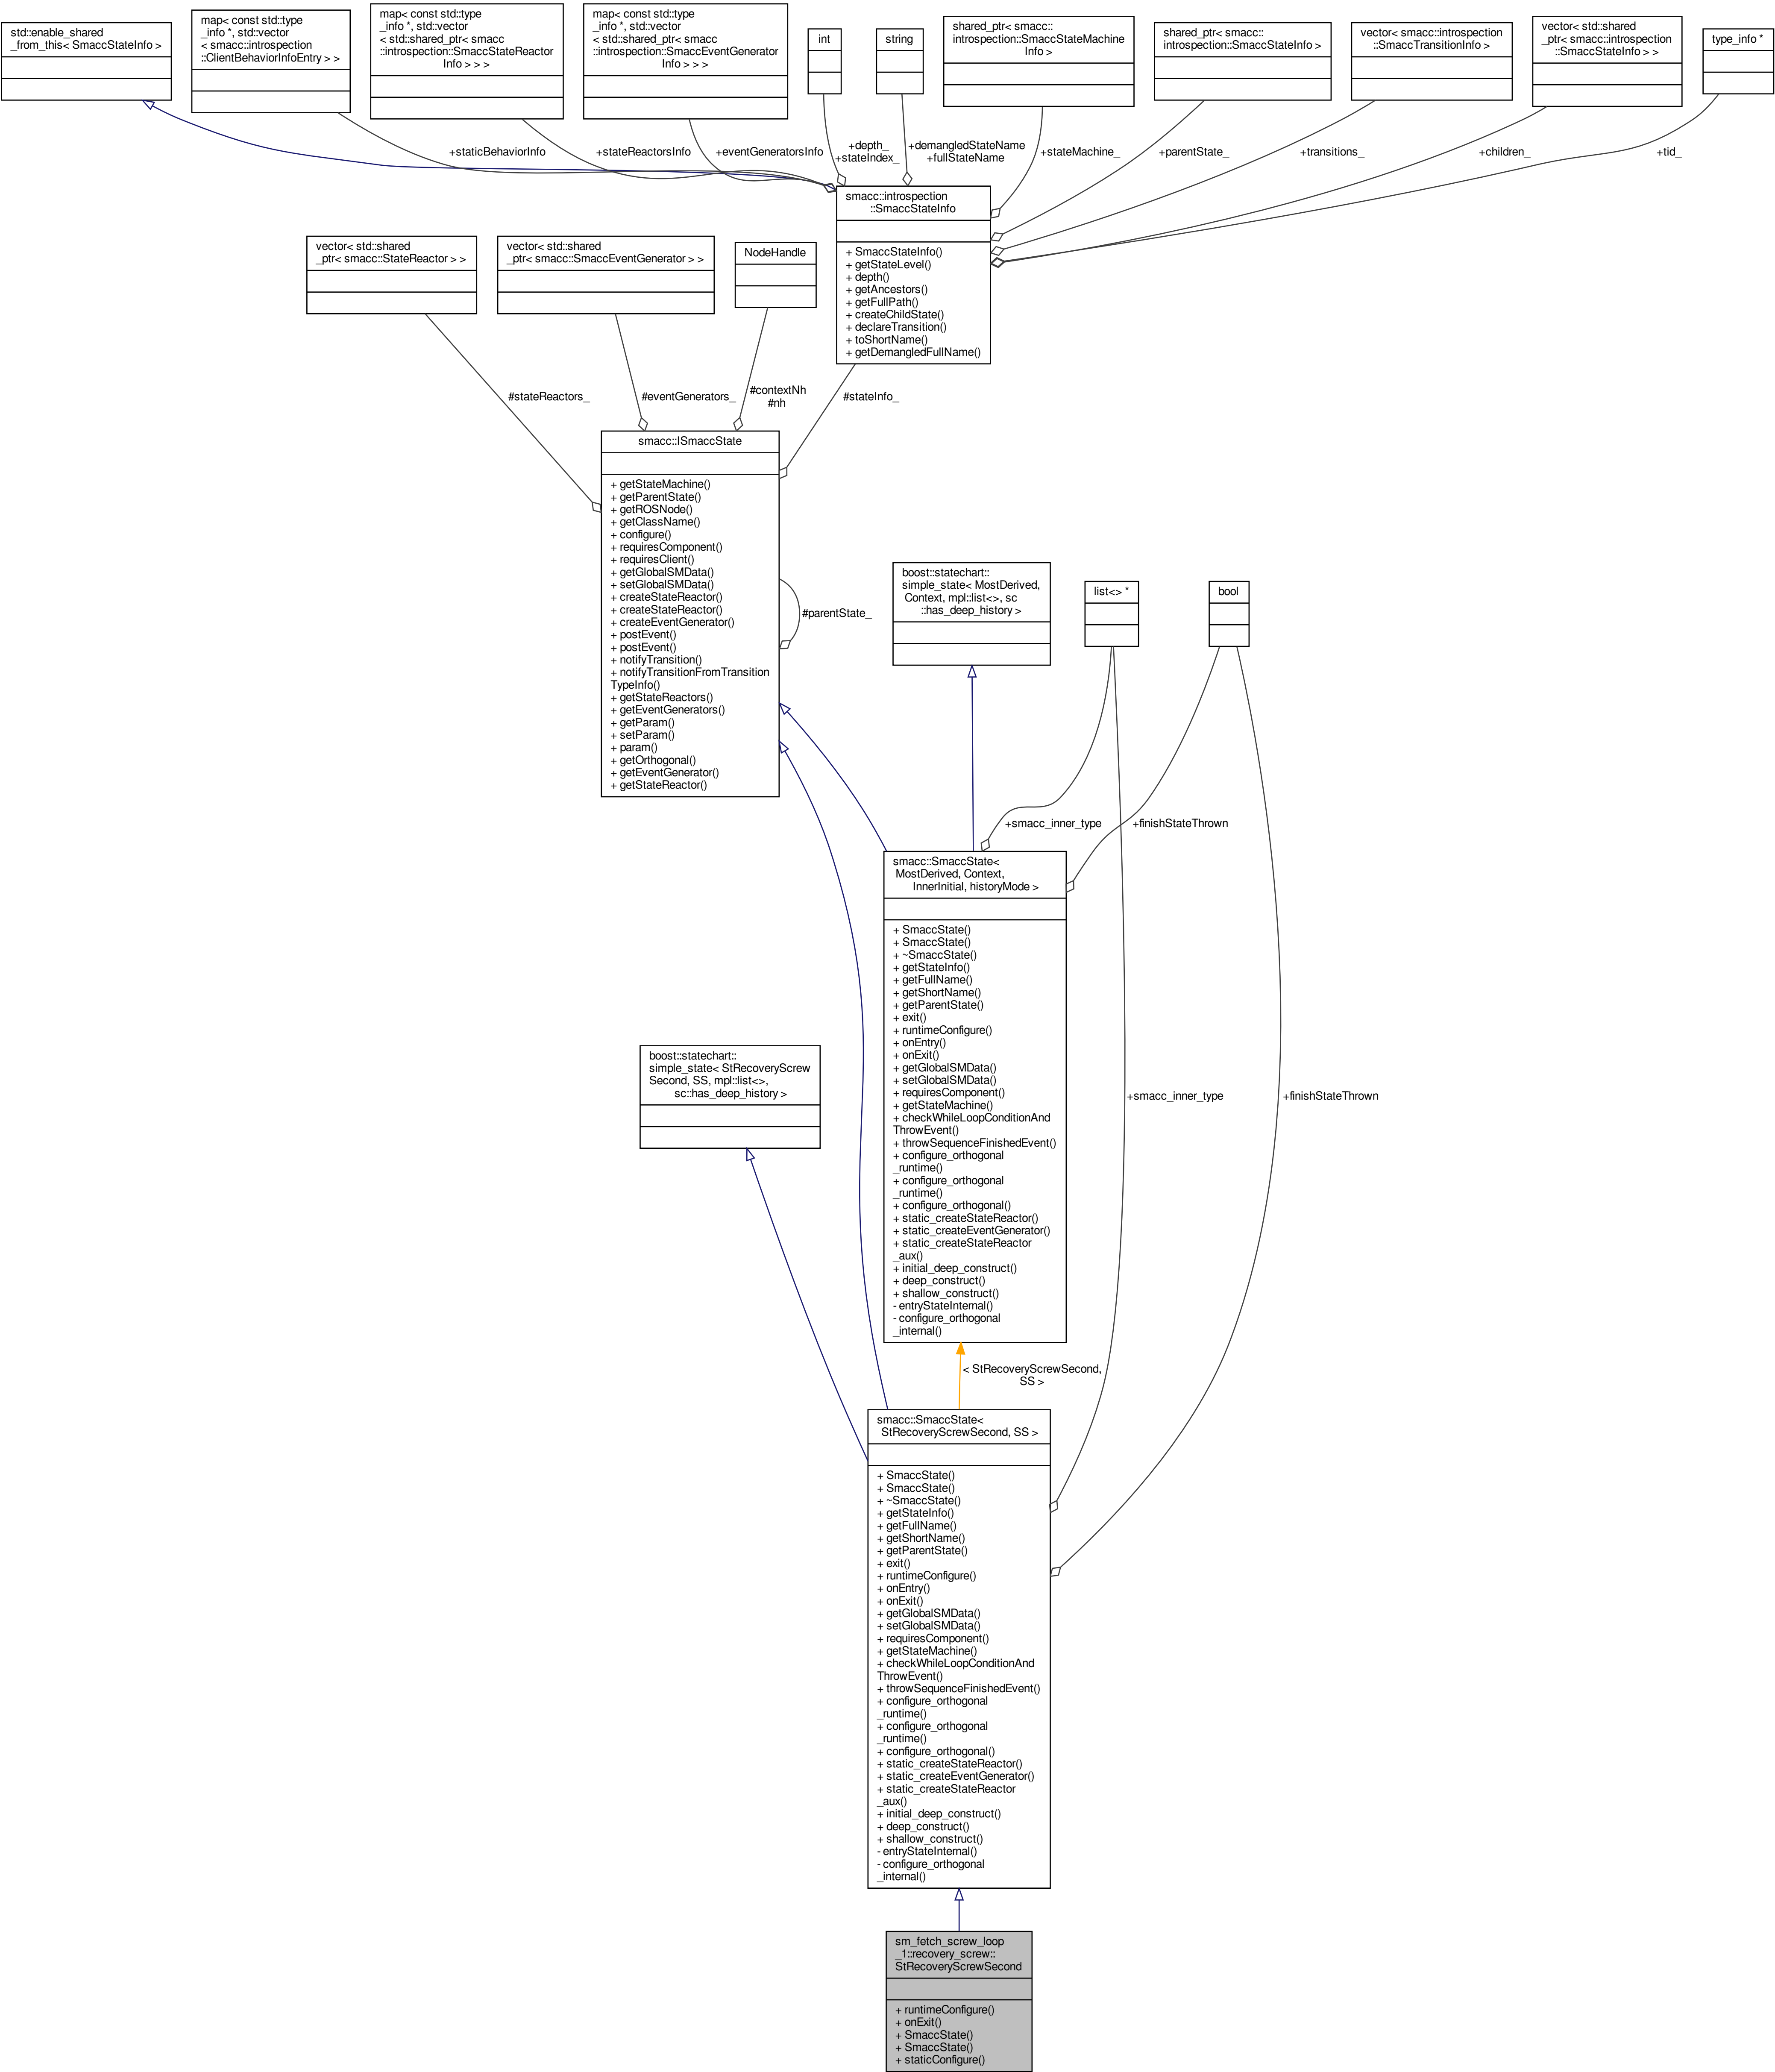 std::enable_shared
_from_this< SmaccStateInfo >
map< const std::type
_info *, std::vector
< smacc::introspection
::ClientBehaviorInfoEntry > >
map< const std::type
_info *, std::vector
< std::shared_ptr< smacc
::introspection::SmaccStateReactor
Info > > >
map< const std::type
_info *, std::vector
< std::shared_ptr< smacc
::introspection::SmaccEventGenerator
Info > > >
int
string
shared_ptr< smacc::
introspection::SmaccStateMachine
Info >
shared_ptr< smacc::
introspection::SmaccStateInfo >
vector< smacc::introspection
::SmaccTransitionInfo >
vector< std::shared
_ptr< smacc::introspection
::SmaccStateInfo > >
type_info *
+staticBehaviorInfo
+stateReactorsInfo
+eventGeneratorsInfo
+depth_
+stateIndex_
+demangledStateName
+fullStateName
+stateMachine_
+parentState_
+transitions_
+children_
+tid_
smacc::introspection
::SmaccStateInfo
+ SmaccStateInfo()
+ getStateLevel()
+ depth()
+ getAncestors()
+ getFullPath()
+ createChildState()
+ declareTransition()
+ toShortName()
+ getDemangledFullName()
vector< std::shared
_ptr< smacc::StateReactor > >
vector< std::shared
_ptr< smacc::SmaccEventGenerator > >
NodeHandle
#stateReactors_
#eventGenerators_
#contextNh
#nh
#stateInfo_
smacc::ISmaccState
+ getStateMachine()
+ getParentState()
+ getROSNode()
+ getClassName()
+ configure()
+ requiresComponent()
+ requiresClient()
+ getGlobalSMData()
+ setGlobalSMData()
+ createStateReactor()
+ createStateReactor()
+ createEventGenerator()
+ postEvent()
+ postEvent()
+ notifyTransition()
+ notifyTransitionFromTransition
TypeInfo()
+ getStateReactors()
+ getEventGenerators()
+ getParam()
+ setParam()
+ param()
+ getOrthogonal()
+ getEventGenerator()
+ getStateReactor()
#parentState_
boost::statechart::
simple_state< MostDerived,
Context, mpl::list<>, sc
::has_deep_history >
list<> *
bool
+smacc_inner_type
+finishStateThrown
smacc::SmaccState<
MostDerived, Context,
InnerInitial, historyMode >
+ SmaccState()
+ SmaccState()
+ ~SmaccState()
+ getStateInfo()
+ getFullName()
+ getShortName()
+ getParentState()
+ exit()
+ runtimeConfigure()
+ onEntry()
+ onExit()
+ getGlobalSMData()
+ setGlobalSMData()
+ requiresComponent()
+ getStateMachine()
+ checkWhileLoopConditionAnd
ThrowEvent()
+ throwSequenceFinishedEvent()
+ configure_orthogonal
_runtime()
+ configure_orthogonal
_runtime()
+ configure_orthogonal()
+ static_createStateReactor()
+ static_createEventGenerator()
+ static_createStateReactor
_aux()
+ initial_deep_construct()
+ deep_construct()
+ shallow_construct()
- entryStateInternal()
- configure_orthogonal
_internal()
boost::statechart::
simple_state< StRecoveryScrew
Second, SS, mpl::list<>,
sc::has_deep_history >
+smacc_inner_type
+finishStateThrown
< StRecoveryScrewSecond,
SS >
smacc::SmaccState<
StRecoveryScrewSecond, SS >
+ SmaccState()
+ SmaccState()
+ ~SmaccState()
+ getStateInfo()
+ getFullName()
+ getShortName()
+ getParentState()
+ exit()
+ runtimeConfigure()
+ onEntry()
+ onExit()
+ getGlobalSMData()
+ setGlobalSMData()
+ requiresComponent()
+ getStateMachine()
+ checkWhileLoopConditionAnd
ThrowEvent()
+ throwSequenceFinishedEvent()
+ configure_orthogonal
_runtime()
+ configure_orthogonal
_runtime()
+ configure_orthogonal()
+ static_createStateReactor()
+ static_createEventGenerator()
+ static_createStateReactor
_aux()
+ initial_deep_construct()
+ deep_construct()
+ shallow_construct()
- entryStateInternal()
- configure_orthogonal
_internal()
sm_fetch_screw_loop
_1::recovery_screw::
StRecoveryScrewSecond
+ runtimeConfigure()
+ onExit()
+ SmaccState()
+ SmaccState()
+ staticConfigure()